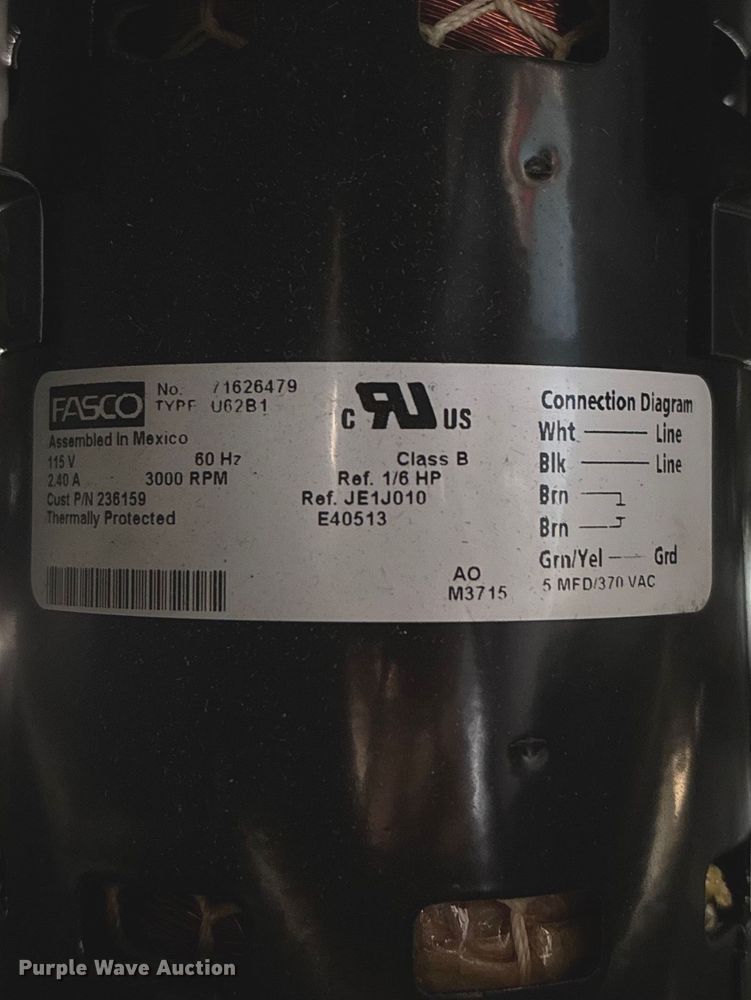 FASCO
No. 71626479
TYPE U62B1
Assembled In Mexico
115 V 60 Hz Class B
2.40 A 3000 RPM Ref. 1/6 HP
Cust P/N 236159 Ref. JE1J010
Thermally Protected E40513
AO
M3715
c RU US
Connection Diagram
Wht Line
Blk Line
Brn
Brn
Grn/Yel Grd
5 MFD/370 VAC
Purple Wave Auction